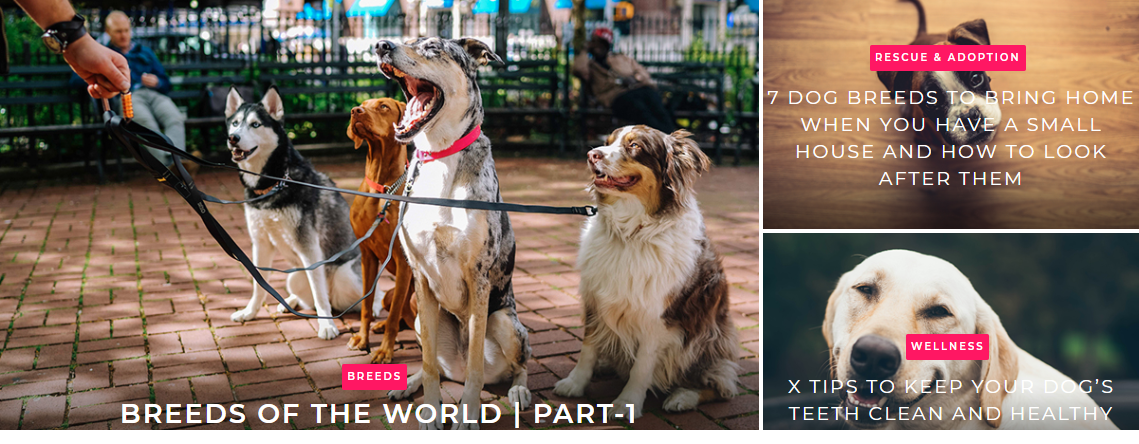 BREEDS
BREEDS OF THE WORLD | PART-1
RESCUE & ADOPTION
7 DOG BREEDS TO BRING HOME
WHEN YOU HAVE A SMALL
HOUSE AND HOW TO LOOK
AFTER THEM
WELLNESS
X TIPS TO KEEP YOUR DOG'S
TEETH CLEAN AND HEALTHY